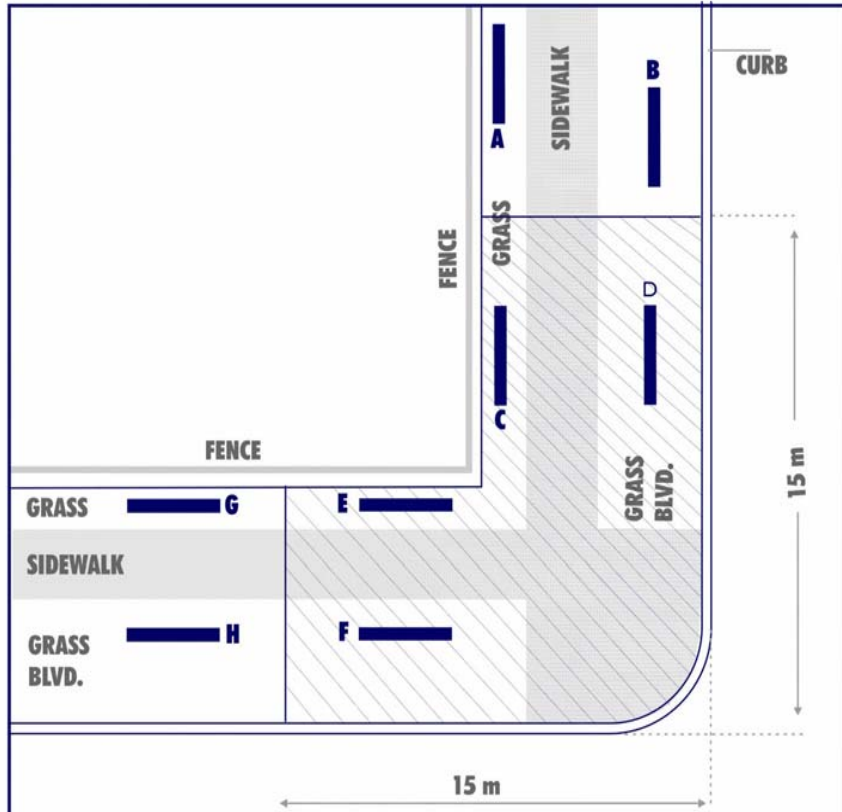 CURB
B
SIDEWALK
A
GRASS
FENCE
D
C
FENCE
GRASS
BLVD.
15 m
GRASS
G
E
SIDEWALK
GRASS
BLVD.
H
F
15 m